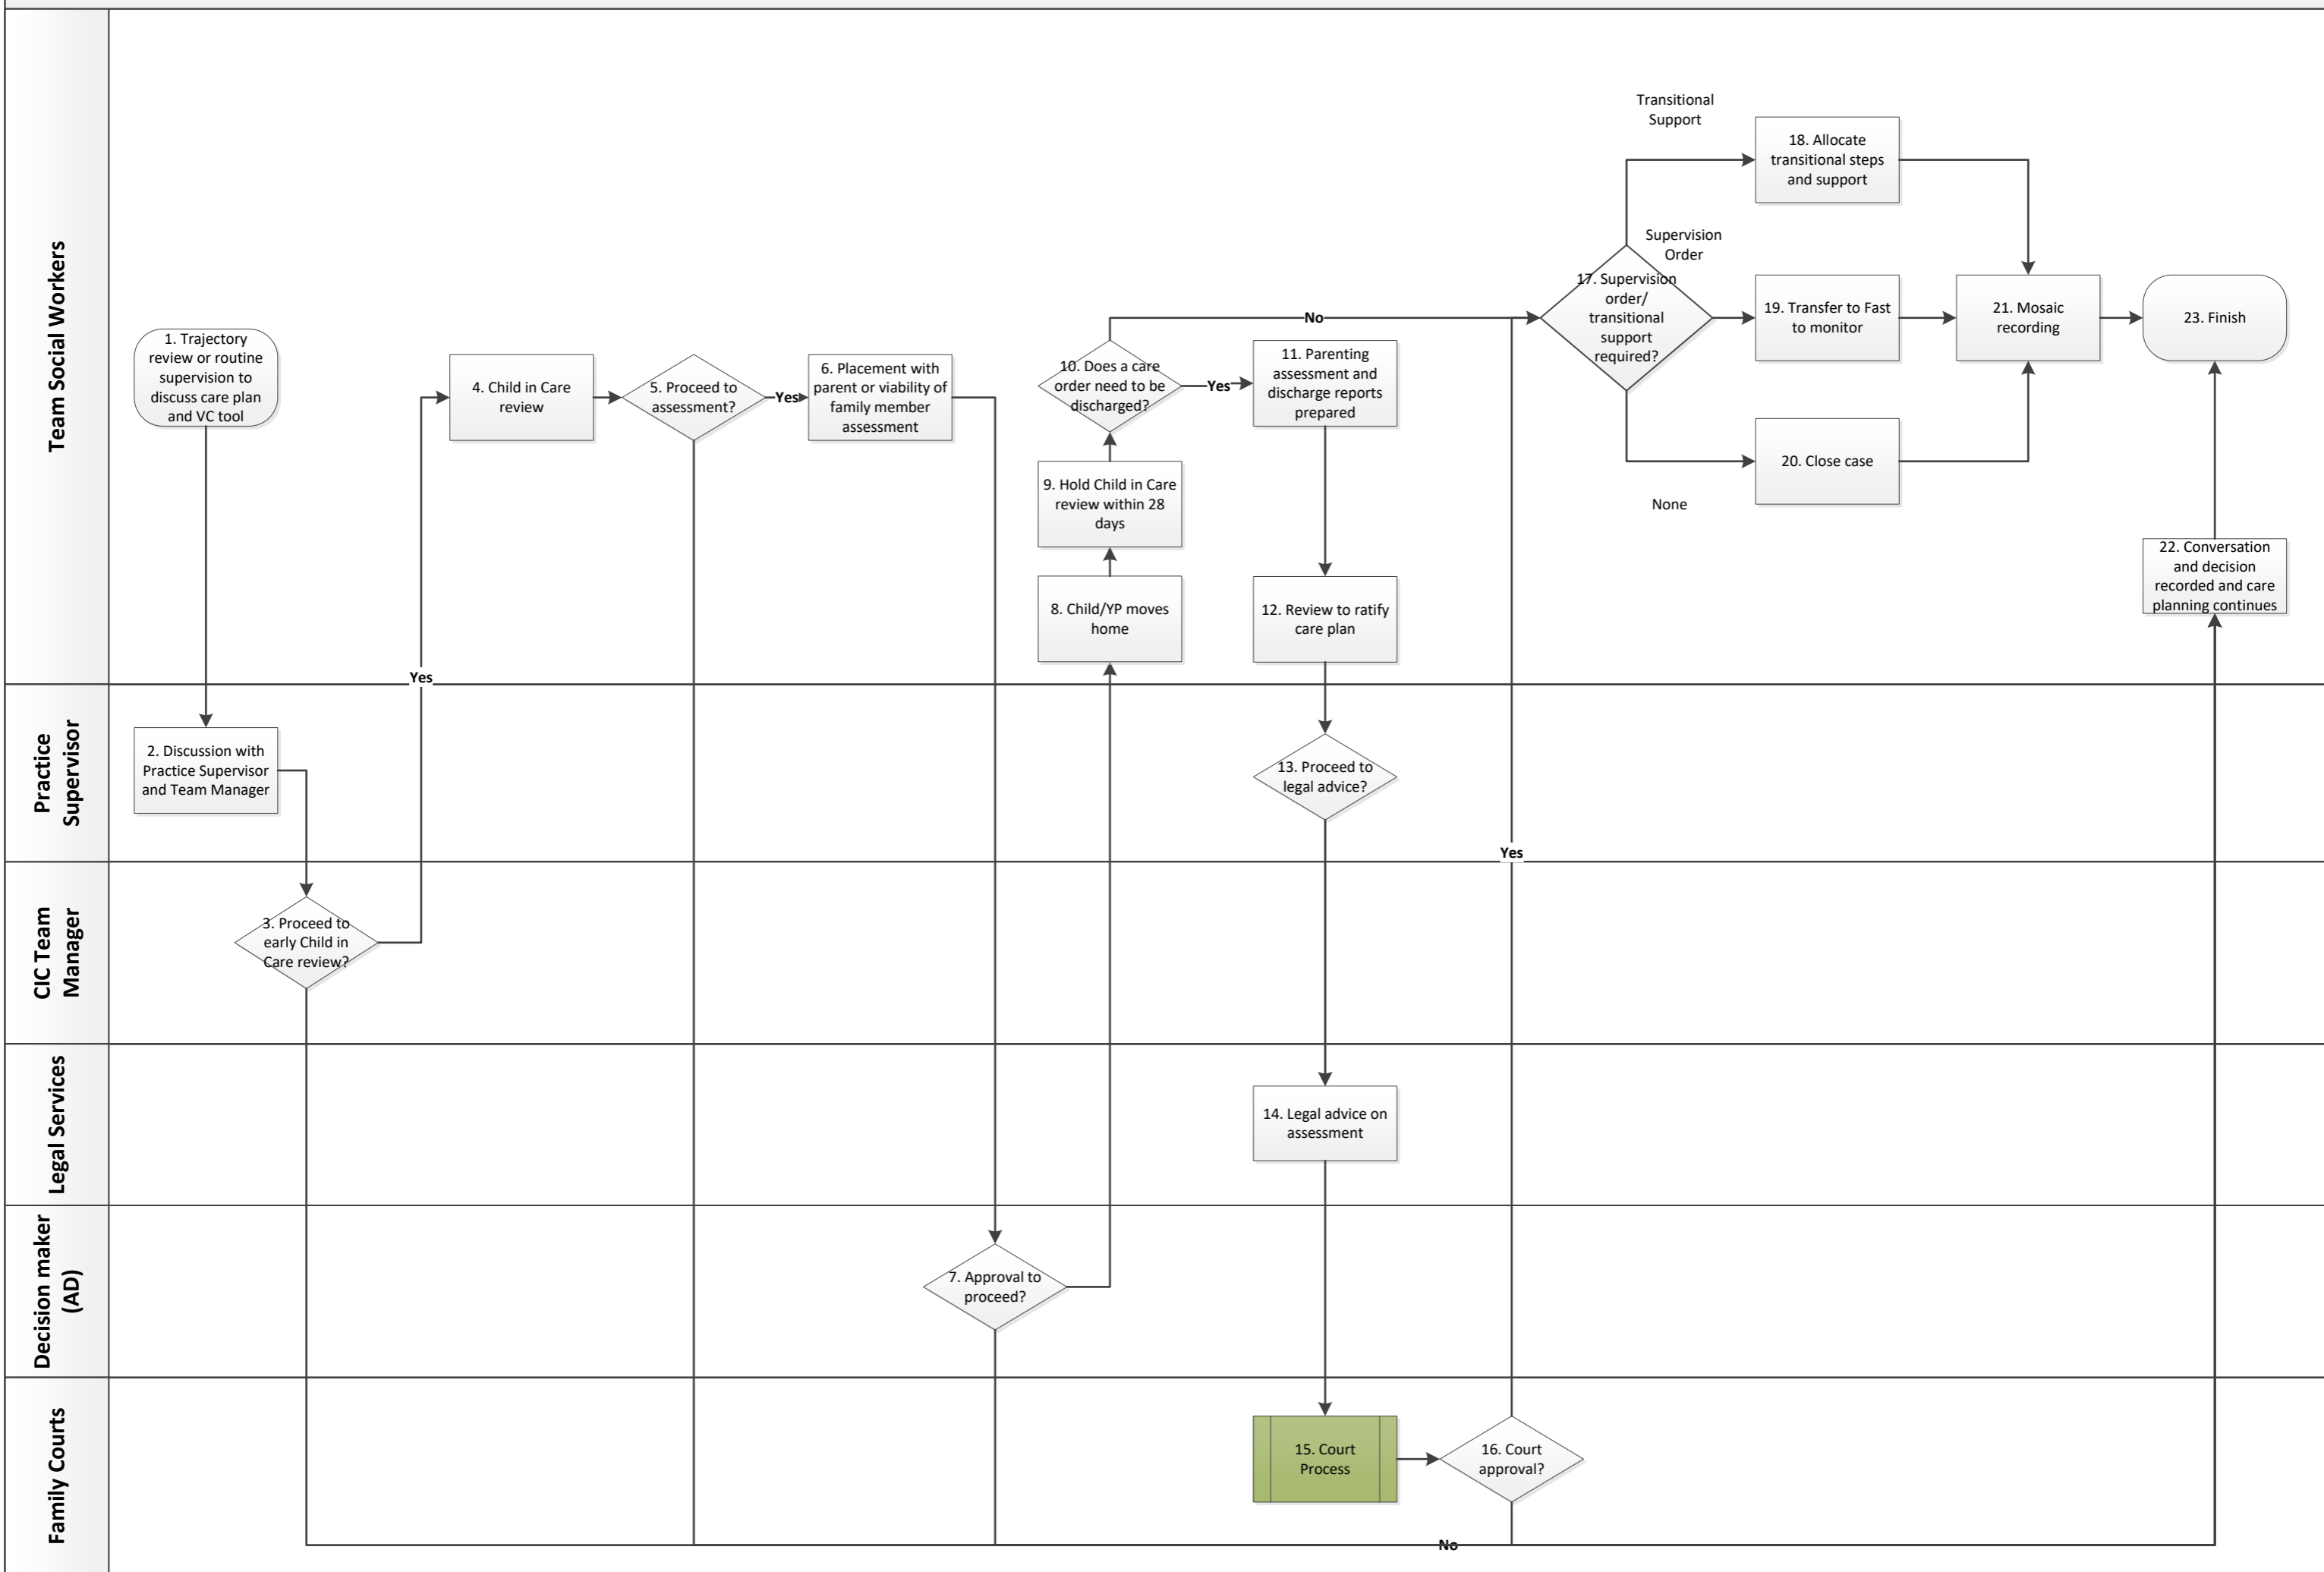 Team Social Workers
1. Trajectory
review or routine
supervision to
discuss care plan
and VC tool
4. Child in Care
review
5. Proceed to
assessment?
Yes
6. Placement with
parent or viability of
family member
assessment
10. Does a care
order need to be
discharged?
Yes
No
11. Parenting
assessment and
discharge reports
prepared
9. Hold Child in Care
review within 28
days
8. Child/YP moves
home
12. Review to ratify
care plan
Transitional
Support
Supervision
Order
17. Supervision
order/
transitional
support
required?
None
18. Allocate
transitional steps
and support
19. Transfer to Fast
to monitor
20. Close case
21. Mosaic
recording
23. Finish
22. Conversation
and decision
recorded and care
planning continues
Yes
Practice
Supervisor
2. Discussion with
Practice Supervisor
and Team Manager
13. Proceed to
legal advice?
Yes
CIC Team
Manager
3. Proceed to
early Child in
Care review?
Legal Services
14. Legal advice on
assessment
Decision maker
(AD)
7. Approval to
proceed?
Family Courts
15. Court
Process
16. Court
approval?
No